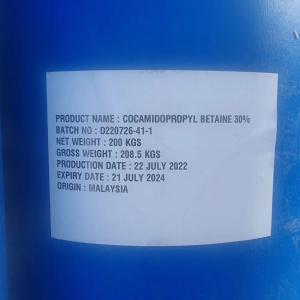 PRODUCT NAME : COCAMIDOPROPYL BETAINE 30%
BATCH NO : D220726-41-1
NET WEIGHT : 200 KGS
GROSS WEIGHT : 208.5 KGS
PRODUCTION DATE : 22 JULY 2022
EXPIRY DATE : 21 JULY 2024
ORIGIN : MALAYSIA